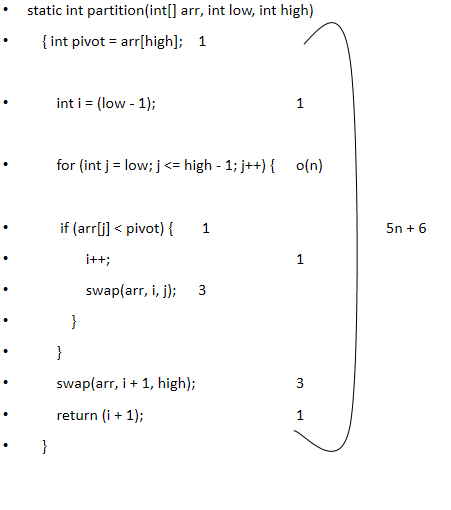 • static int partition(int[] arr, int low, int high)
• { int pivot = arr[high]; 1
• int i = (low - 1); 1
• for (int j = low; j <= high - 1; j++) { o(n)
• if (arr[j] < pivot) { 1 5n + 6
• i++; 1
• swap(arr, i, j); 3
• }
• }
• swap(arr, i + 1, high); 3
• return (i + 1); 1
• }